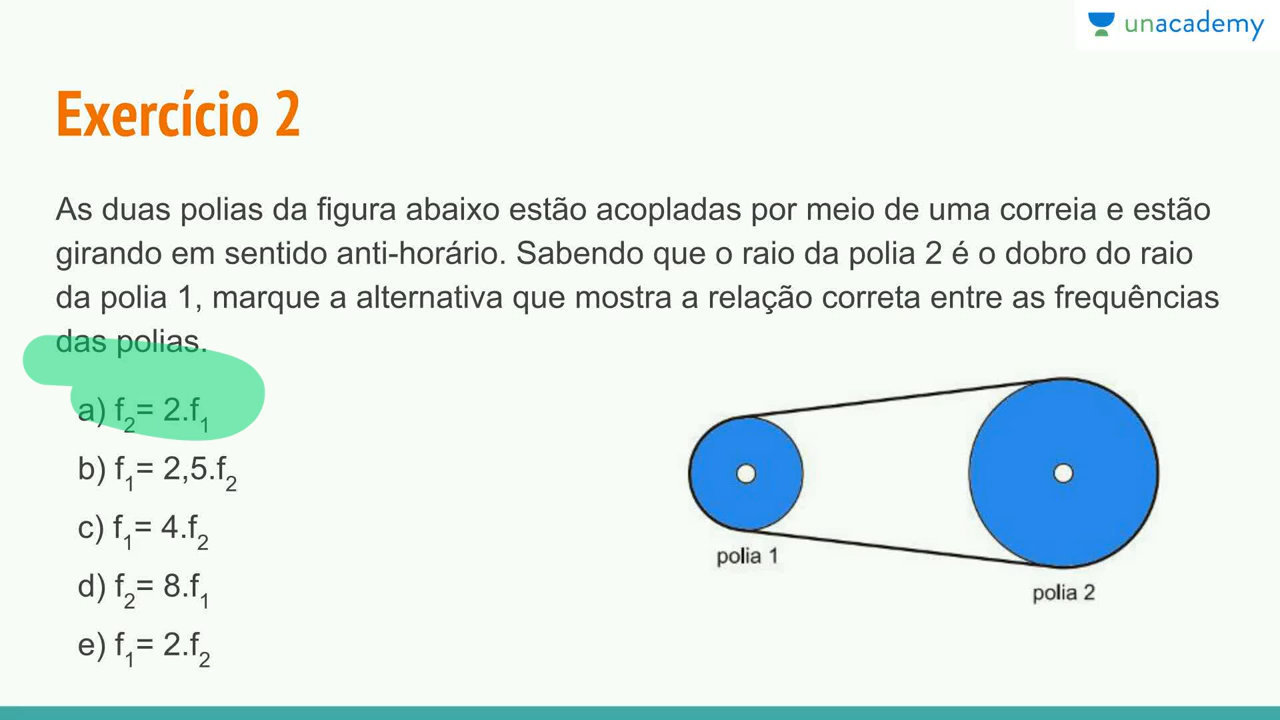 unacademy
Exercício 2
As duas polias da figura abaixo estão acopladas por meio de uma correia e estão
girando em sentido anti-horário. Sabendo que o raio da polia 2 é o dobro do raio
da polia 1, marque a alternativa que mostra a relação correta entre as frequências
das polias.
a) f₂= 2.f₁
b) f₁= 2,5.f₂
c) f₁= 4.f₂
d) f₂= 8.f₁
e) f₁= 2.f₂
polia 1
polia 2